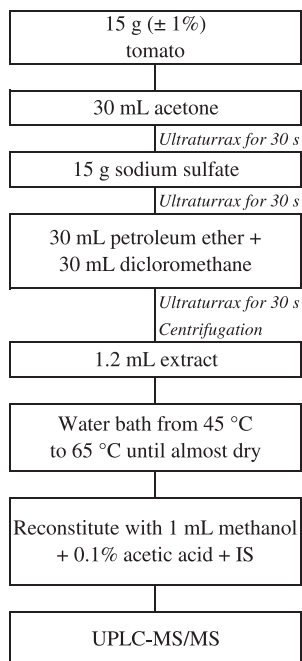 15 g (± 1%)
tomato
30 mL acetone
Ultraturrax for 30 s
15 g sodium sulfate
Ultraturrax for 30 s
30 mL petroleum ether +
30 mL dicloromethane
Ultraturrax for 30 s
Centrifugation
1.2 mL extract
Water bath from 45 °C
to 65 °C until almost dry
Reconstitute with 1 mL methanol
+ 0.1% acetic acid + IS
UPLC-MS/MS